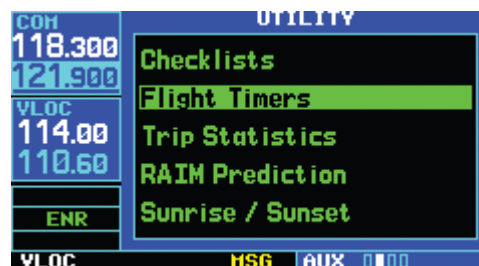 COM
118.300
121.900
VLOC
114.00
110.60
ENR
VLOC
UTILITY
Checklists
Flight Timers
Trip Statistics
RAIM Prediction
Sunrise / Sunset
MSG AUX